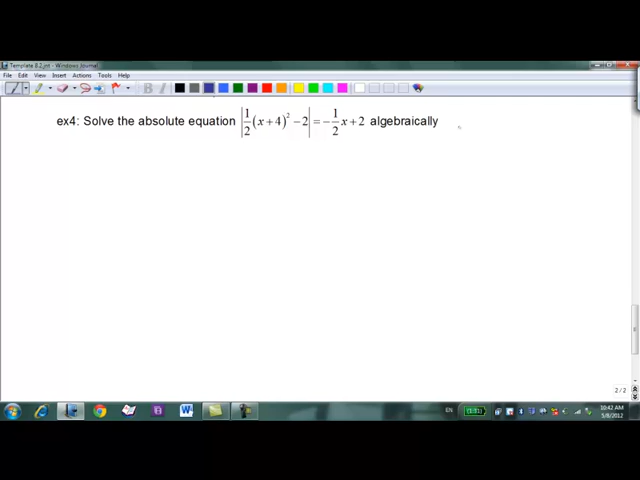 Template 8.2.jnt - Windows Journal
File Edit View Insert Actions Tools Help
B
ex4: Solve the absolute equation |1/2(x+4)²−2| = −1/2x+2 algebraically
2 / 2
EN
10:42 AM
5/8/2012